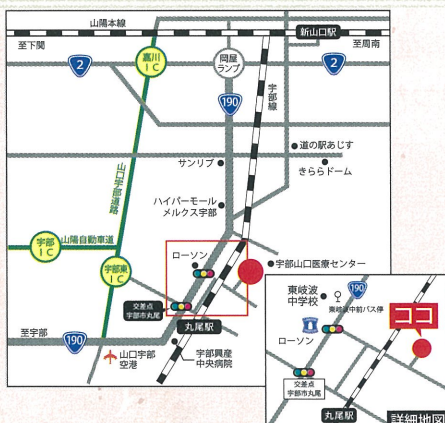 山陽本線
新山口駅
至下関
至周南
2
嘉川
IC
問屋
ランプ
2
190
宇部線
道の駅あじす
サンリブ
きららドーム
山口宇部道路
ハイパーモール
メルクス宇部
山陽自動車道
宇部
IC
ローソン
宇部山口医療センター
宇部東
IC
交差点
宇部市丸尾
丸尾駅
至宇部
190
山口宇部
空港
宇部興産
中央病院
190
東岐波
中学校
東岐波中前バス停
ココ
ローソン
交差点
宇部市丸尾
丸尾駅
詳細地図